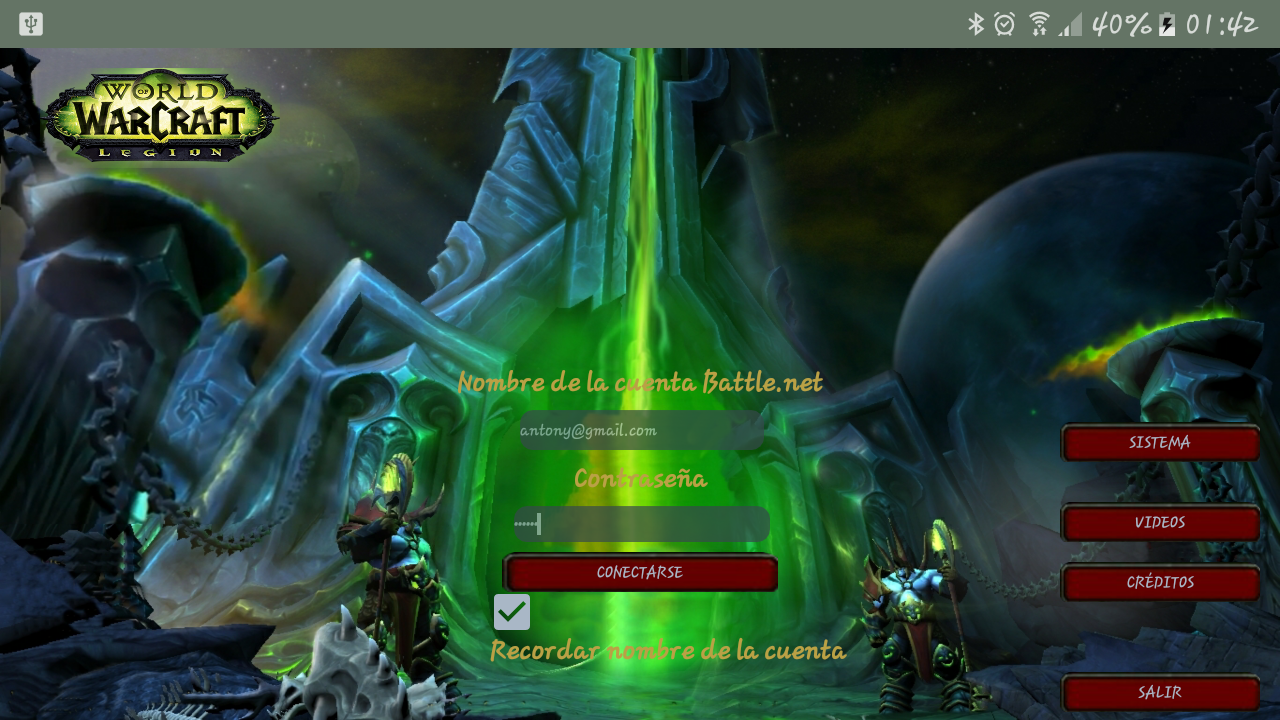 40% 01:42
WORLD OF
WARCRAFT
LEGION
Nombre de la cuenta Battle.net
antony@gmail.com
Contraseña
CONECTARSE
Recordar nombre de la cuenta
SISTEMA
VIDEOS
CRÉDITOS
SALIR